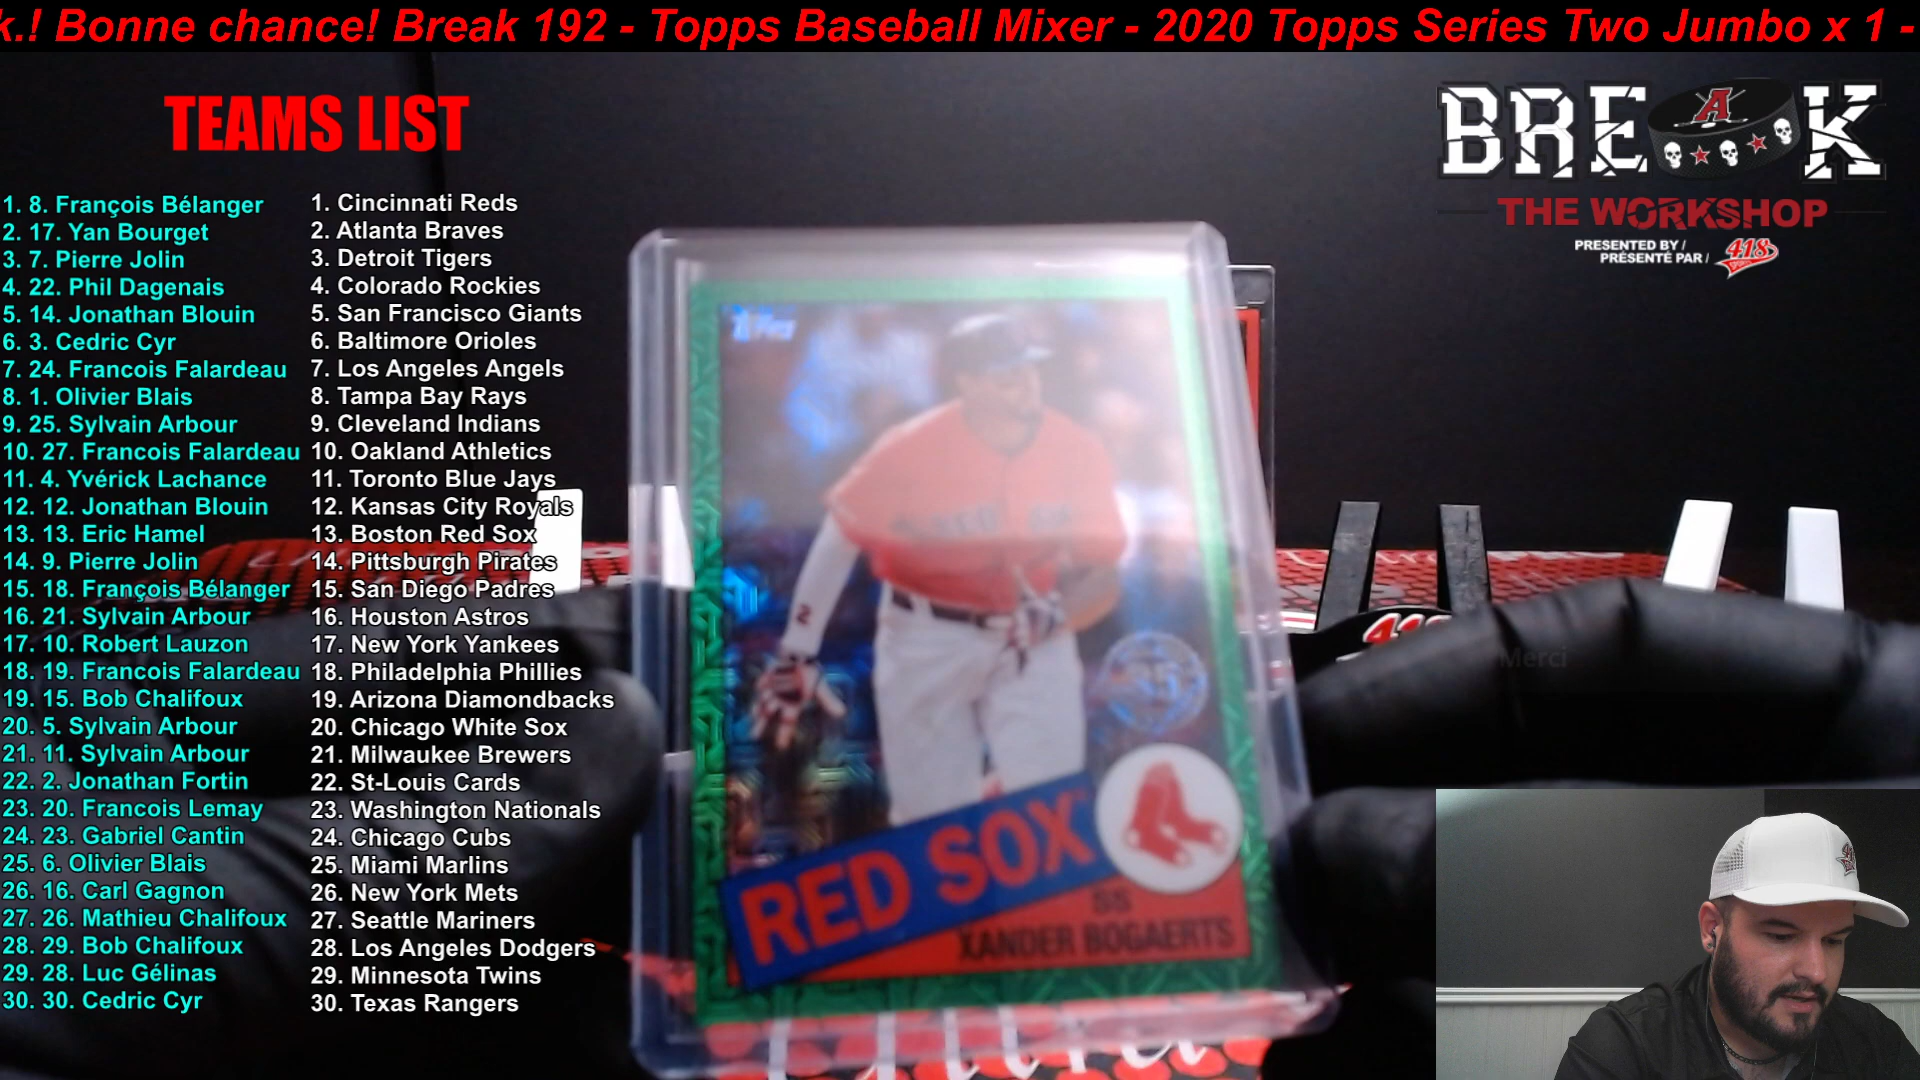 k.! Bonne chance! Break 192 - Topps Baseball Mixer - 2020 Topps Series Two Jumbo x 1 -
TEAMS LIST
1. 8. François Bélanger
2. 17. Yan Bourget
3. 7. Pierre Jolin
4. 22. Phil Dagenais
5. 14. Jonathan Blouin
6. 3. Cedric Cyr
7. 24. Francois Falardeau
8. 1. Olivier Blais
9. 25. Sylvain Arbour
10. 27. Francois Falardeau
11. 4. Yvérick Lachance
12. 12. Jonathan Blouin
13. 13. Eric Hamel
14. 9. Pierre Jolin
15. 18. François Bélanger
16. 21. Sylvain Arbour
17. 10. Robert Lauzon
18. 19. Francois Falardeau
19. 15. Bob Chalifoux
20. 5. Sylvain Arbour
21. 11. Sylvain Arbour
22. 2. Jonathan Fortin
23. 20. Francois Lemay
24. 23. Gabriel Cantin
25. 6. Olivier Blais
26. 16. Carl Gagnon
27. 26. Mathieu Chalifoux
28. 29. Bob Chalifoux
29. 28. Luc Gélinas
30. 30. Cedric Cyr
1. Cincinnati Reds
2. Atlanta Braves
3. Detroit Tigers
4. Colorado Rockies
5. San Francisco Giants
6. Baltimore Orioles
7. Los Angeles Angels
8. Tampa Bay Rays
9. Cleveland Indians
10. Oakland Athletics
11. Toronto Blue Jays
12. Kansas City Royals
13. Boston Red Sox
14. Pittsburgh Pirates
15. San Diego Padres
16. Houston Astros
17. New York Yankees
18. Philadelphia Phillies
19. Arizona Diamondbacks
20. Chicago White Sox
21. Milwaukee Brewers
22. St-Louis Cards
23. Washington Nationals
24. Chicago Cubs
25. Miami Marlins
26. New York Mets
27. Seattle Mariners
28. Los Angeles Dodgers
29. Minnesota Twins
30. Texas Rangers
Topps
2
35
RED SOX
SS
XANDER BOGAERTS
BREAK
THE WORKSHOP
PRESENTED BY /
PRÉSENTÉ PAR /
418
418
Merci